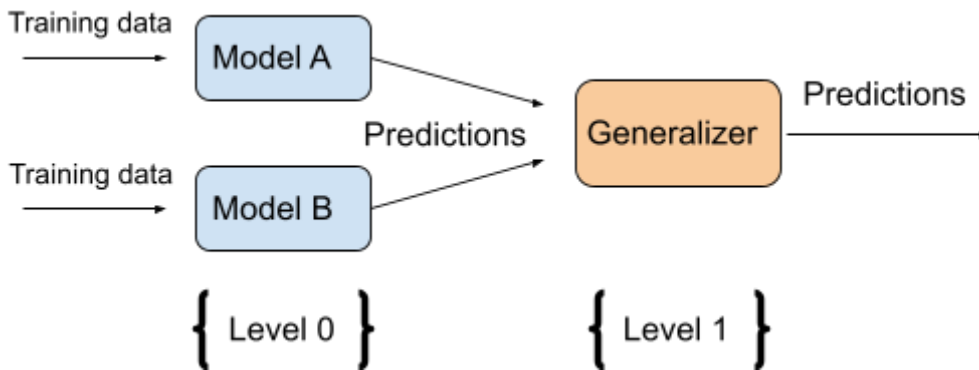 Training data
Model A
Predictions
Generalizer
Predictions
Training data
Model B
{ Level 0 }
{ Level 1 }